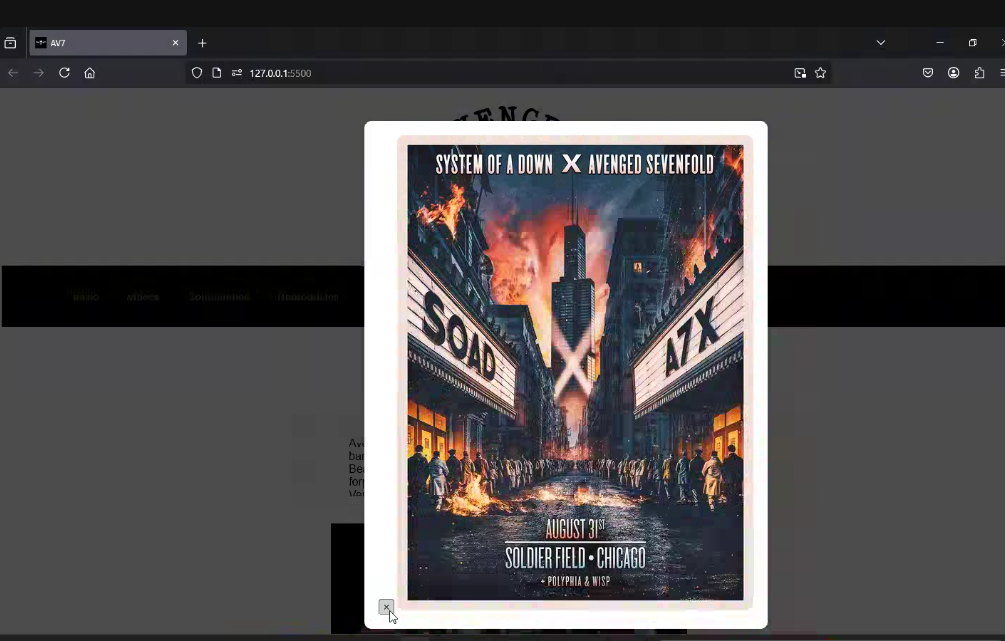 AV7
127.0.0.1:5500
SYSTEM OF A DOWN X AVENGED SEVENFOLD
SOAD
A7X
AUGUST 31ST
SOLDIER FIELD • CHICAGO
+ POLYPHIA & WISP